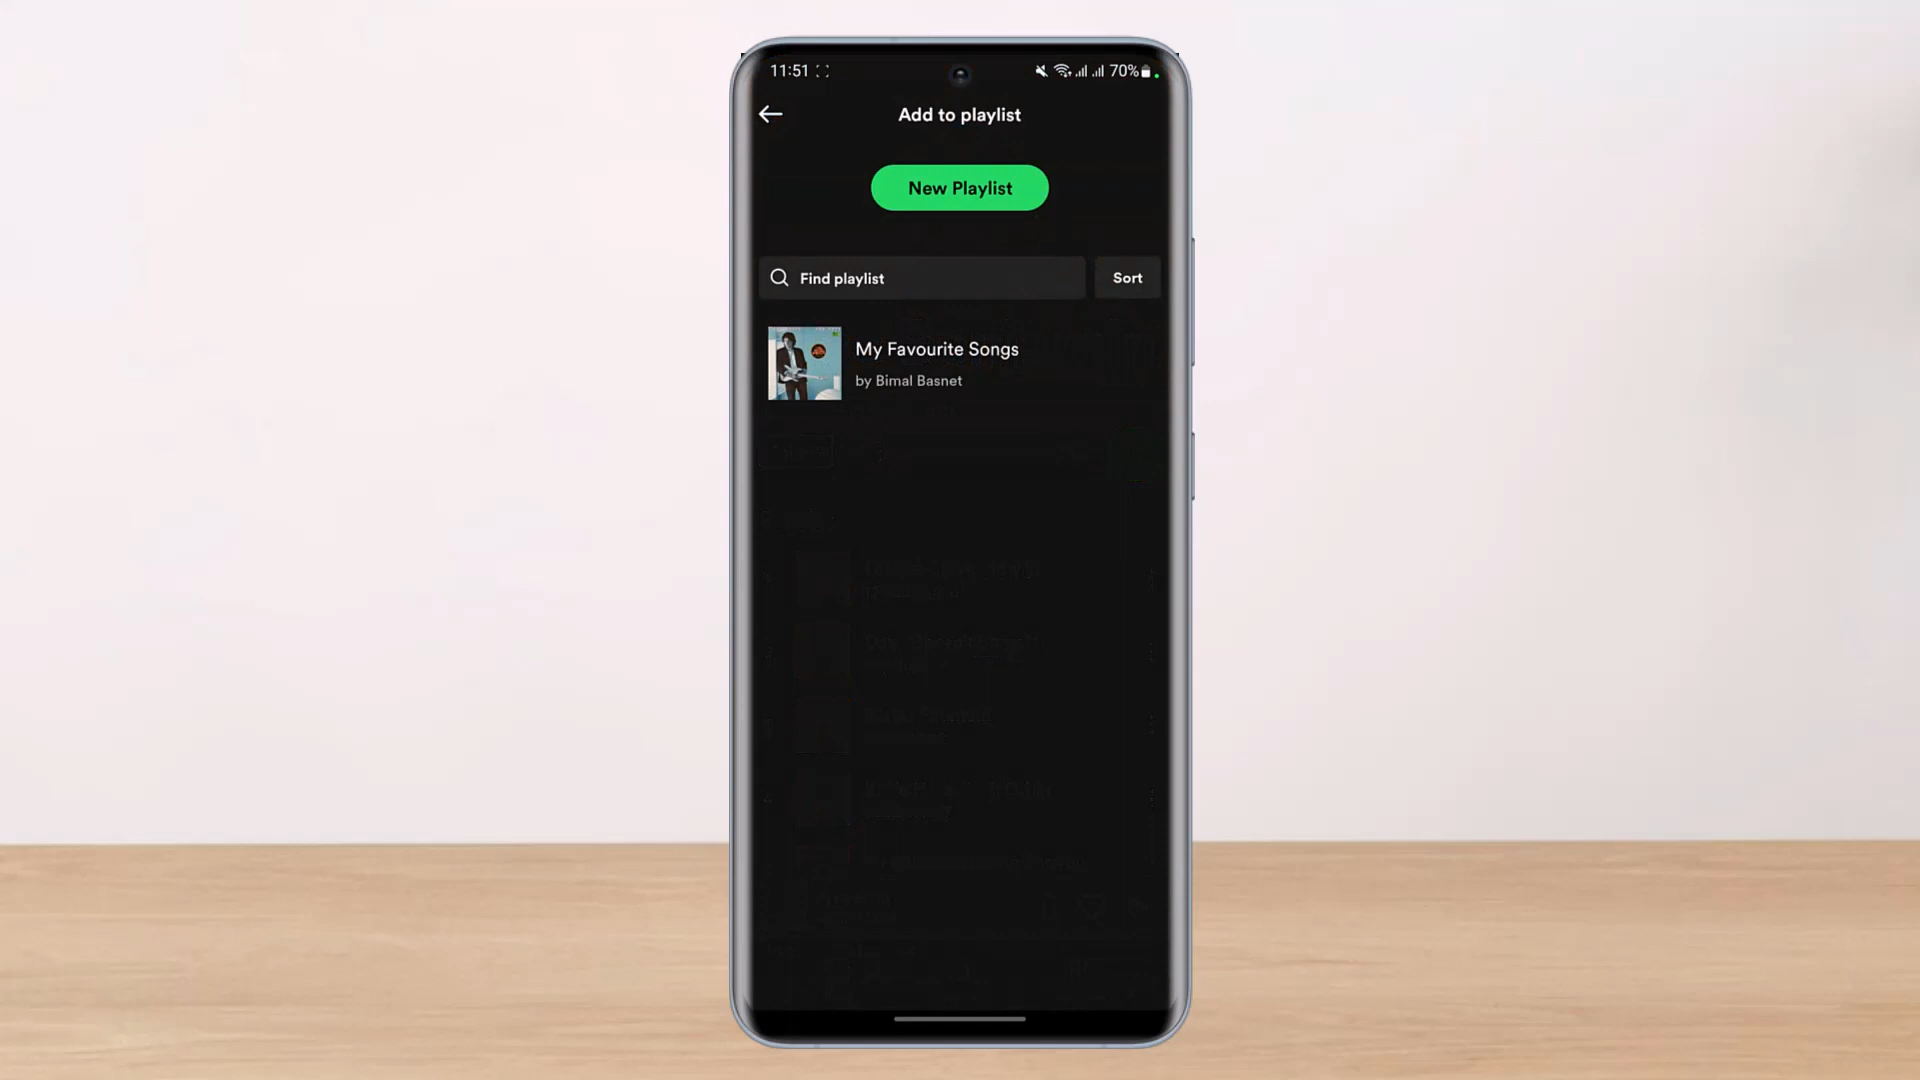 11:51
70%
Add to playlist
New Playlist
Find playlist
Sort
My Favourite Songs
by Bimal Basnet